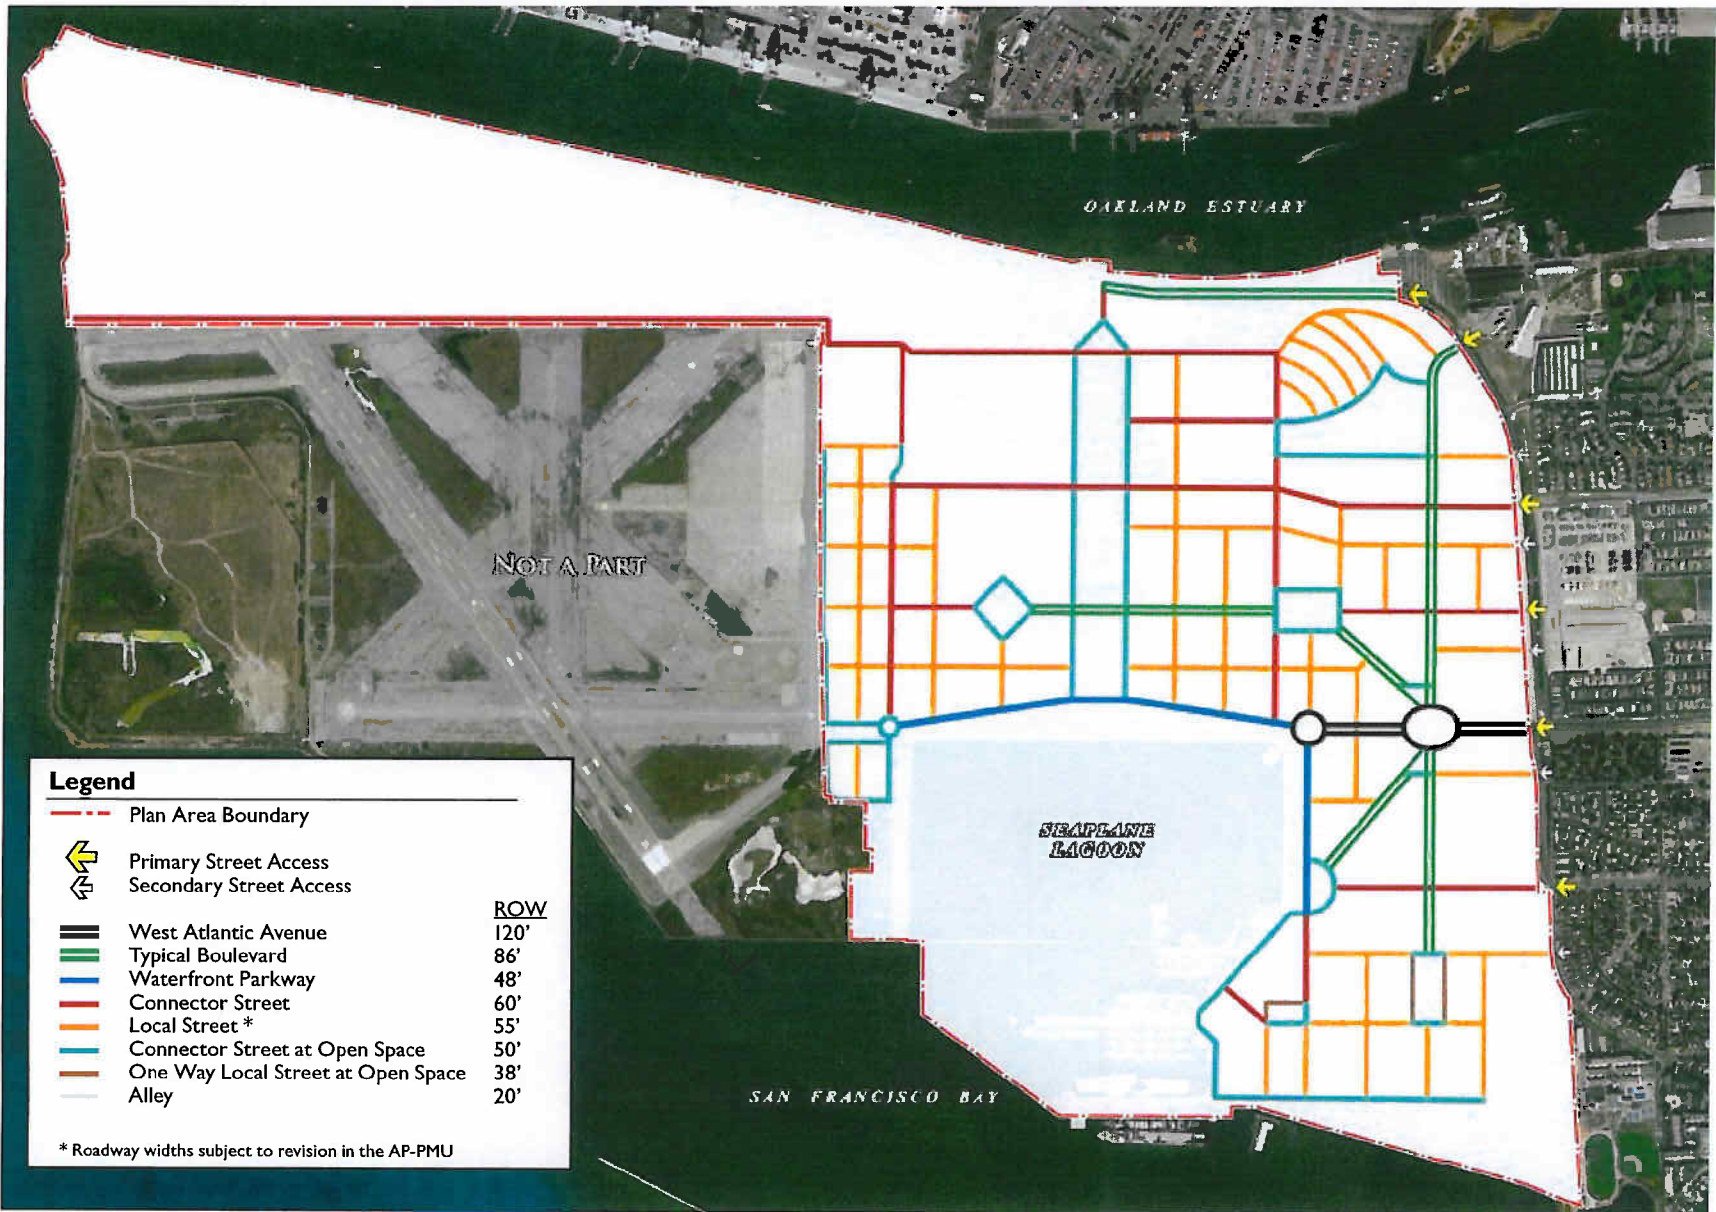 OAKLAND ESTUARY
NOT A PART
SEAPLANE
LAGOON
SAN FRANCISCO BAY
Legend
Plan Area Boundary
Primary Street Access
Secondary Street Access
ROW
West Atlantic Avenue 120'
Typical Boulevard 86'
Waterfront Parkway 48'
Connector Street 60'
Local Street * 55'
Connector Street at Open Space 50'
One Way Local Street at Open Space 38'
Alley 20'
* Roadway widths subject to revision in the AP-PMU